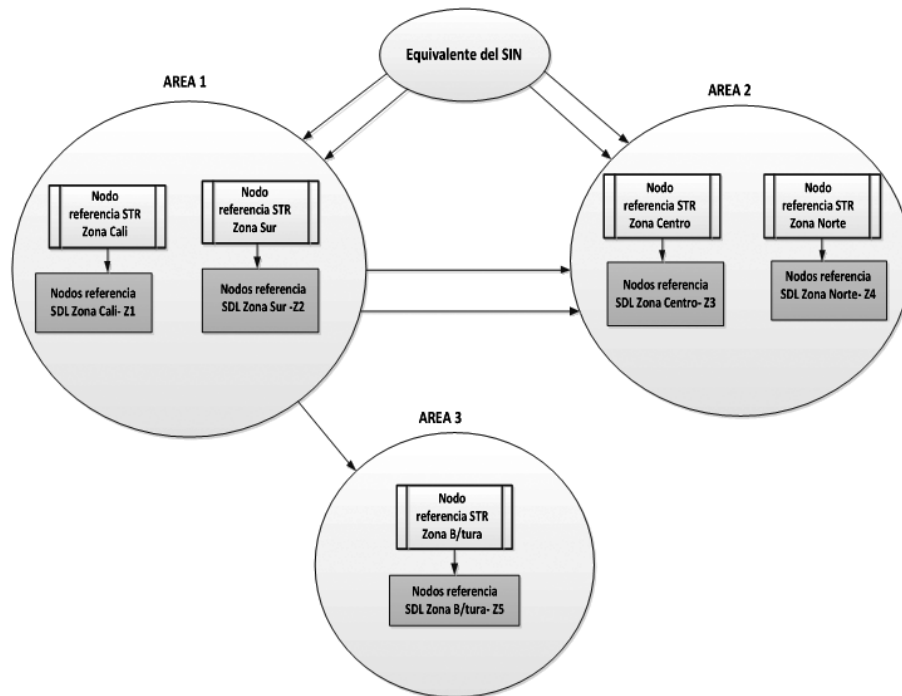 Equivalente del SIN
AREA 1
AREA 2
Nodo
referencia STR
Zona Cali
Nodo
referencia STR
Zona Sur
Nodos referencia
SDL Zona Cali- Z1
Nodos referencia
SDL Zona Sur -Z2
Nodo
referencia STR
Zona Centro
Nodo
referencia STR
Zona Norte
Nodos referencia
SDL Zona Centro- Z3
Nodos referencia
SDL Zona Norte- Z4
AREA 3
Nodo
referencia STR
Zona B/tura
Nodos referencia
SDL Zona B/tura- Z5